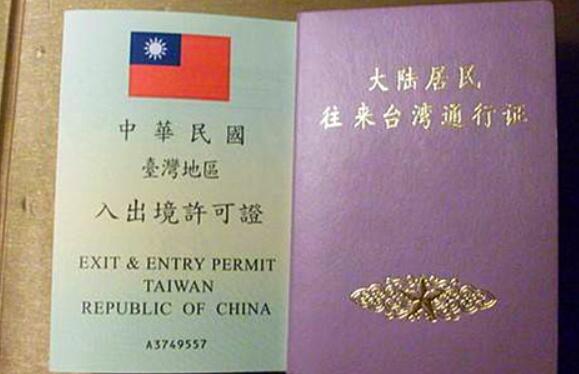 中華民國
臺灣地區
入出境許可證
EXIT & ENTRY PERMIT
TAIWAN
REPUBLIC OF CHINA
A3749557
大陆居民
往来台湾通行证